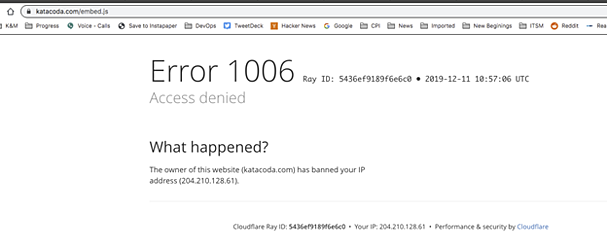 katacoda.com/embed.js
K&M Progress Voice - Calls Save to Instapaper DevOps TweetDeck Hacker News Google CPI News Imported New Beginings ITSM Reddit Res
Error 1006 Ray ID: 5436ef9189f6e6c0 • 2019-12-11 10:57:06 UTC
Access denied
What happened?
The owner of this website (katacoda.com) has banned your IP
address (204.210.128.61).
Cloudflare Ray ID: 5436ef9189f6e6c0 • Your IP: 204.210.128.61 • Performance & security by Cloudflare